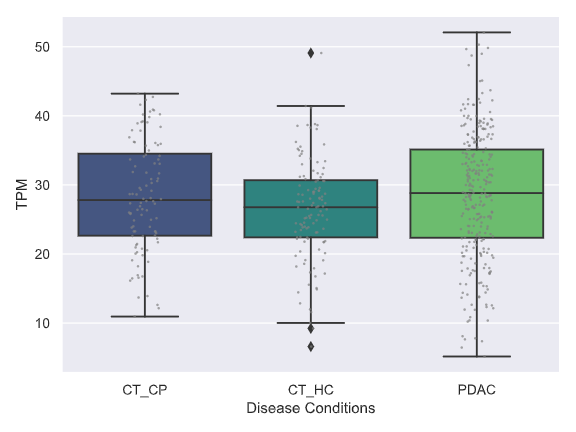 50
40
30
20
10
TPM
CT_CP
CT_HC
PDAC
Disease Conditions